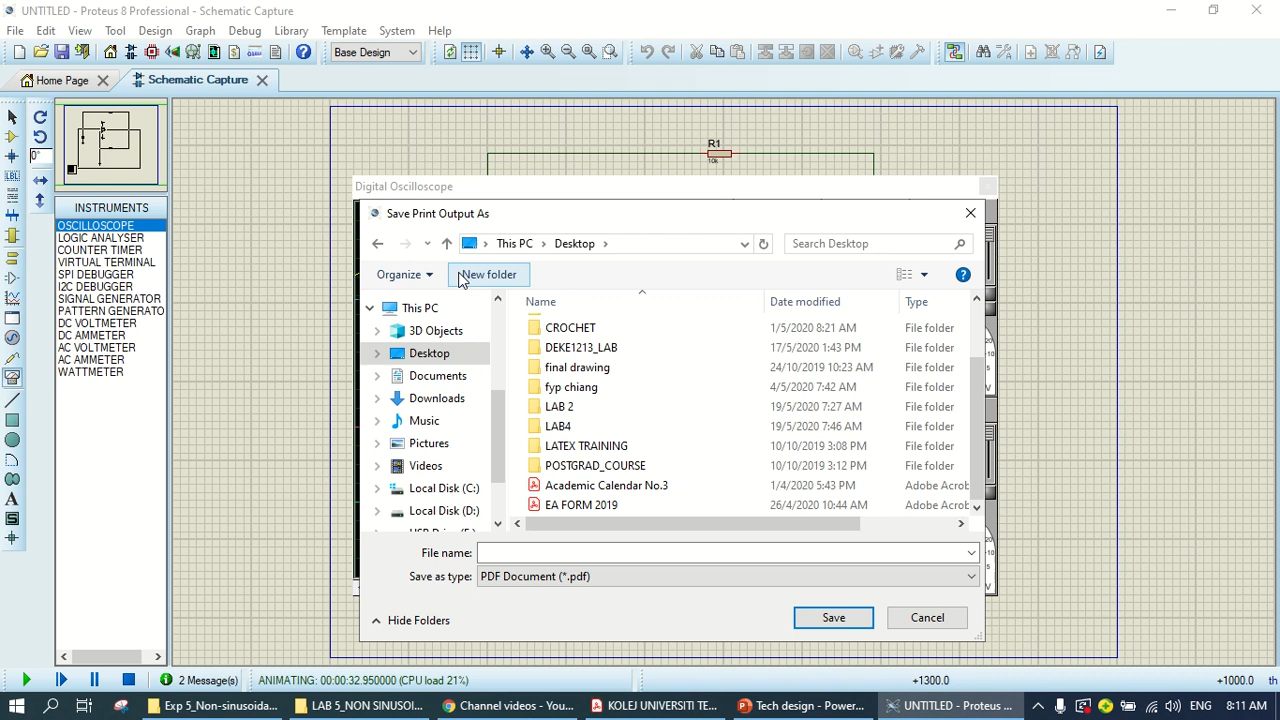 UNTITLED - Proteus 8 Professional - Schematic Capture
File Edit View Tool Design Graph Debug Library Template System Help
Base Design
Home Page
Schematic Capture
0°
LBL
INSTRUMENTS
OSCILLOSCOPE
LOGIC ANALYSER
COUNTER TIMER
VIRTUAL TERMINAL
SPI DEBUGGER
I2C DEBUGGER
SIGNAL GENERATOR
PATTERN GENERATO
DC VOLTMETER
DC AMMETER
AC VOLTMETER
AC AMMETER
WATTMETER
R1
10k
Digital Oscilloscope
Save Print Output As
This PC
Desktop
Search Desktop
Organize
New folder
This PC
3D Objects
Desktop
Documents
Downloads
Music
Pictures
Videos
Local Disk (C:)
Local Disk (D:)
Name Date modified Type
CROCHET 1/5/2020 8:21 AM File folder
DEKE1213_LAB 17/5/2020 1:43 PM File folder
final drawing 24/10/2019 10:23 AM File folder
fyp chiang 4/5/2020 7:42 AM File folder
LAB 2 19/5/2020 7:27 AM File folder
LAB4 19/5/2020 7:46 AM File folder
LATEX TRAINING 10/10/2019 3:08 PM File folder
POSTGRAD_COURSE 10/10/2019 3:12 PM File folder
Academic Calendar No.3 1/4/2020 5:43 PM Adobe Acrob
EA FORM 2019 26/4/2020 10:44 AM Adobe Acrob
File name:
Save as type: PDF Document (*.pdf)
Hide Folders
Save
Cancel
2 Message(s)
ANIMATING: 00:00:32.950000 (CPU load 21%)
+1300.0
+1000.0
th
Exp 5_Non-sinusoida...
LAB 5_NON SINUSOI...
Channel videos - You...
KOLEJ UNIVERSITI TE...
Tech design - Power...
UNTITLED - Proteus ...
8:11 AM